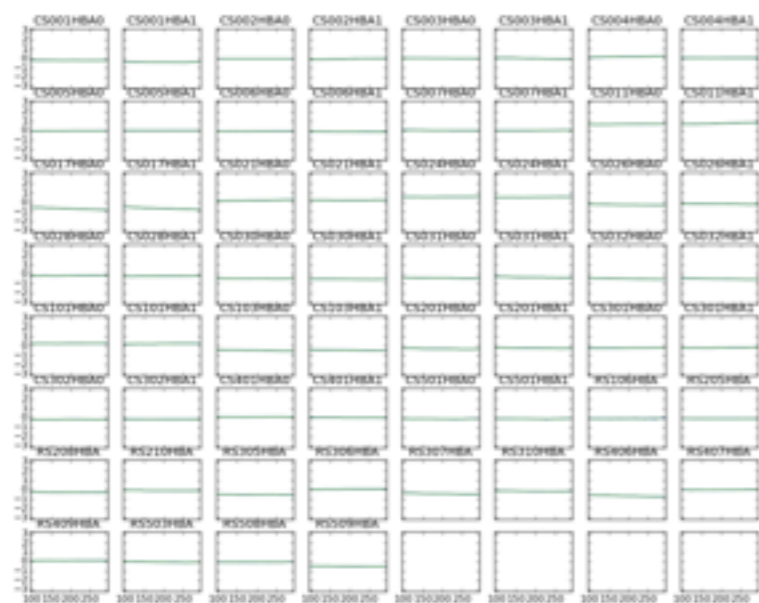 CS001HBA0 CS001HBA1 CS002HBA0 CS002HBA1 CS003HBA0 CS003HBA1 CS004HBA0 CS004HBA1
CS005HBA0 CS005HBA1 CS006HBA0 CS006HBA1 CS007HBA0 CS007HBA1 CS011HBA0 CS011HBA1
CS017HBA0 CS017HBA1 CS021HBA0 CS021HBA1 CS024HBA0 CS024HBA1 CS026HBA0 CS026HBA1
CS028HBA0 CS028HBA1 CS030HBA0 CS030HBA1 CS031HBA0 CS031HBA1 CS032HBA0 CS032HBA1
CS101HBA0 CS101HBA1 CS103HBA0 CS103HBA1 CS201HBA0 CS201HBA1 CS301HBA0 CS301HBA1
CS302HBA0 CS302HBA1 CS401HBA0 CS401HBA1 CS501HBA0 CS501HBA1 RS106HBA RS205HBA
RS208HBA RS210HBA RS305HBA RS306HBA RS307HBA RS310HBA RS406HBA RS407HBA
RS409HBA RS503HBA RS508HBA RS509HBA
100 150 200 250 100 150 200 250 100 150 200 250 100 150 200 250 100 150 200 250 100 150 200 250 100 150 200 250 100 150 200 250